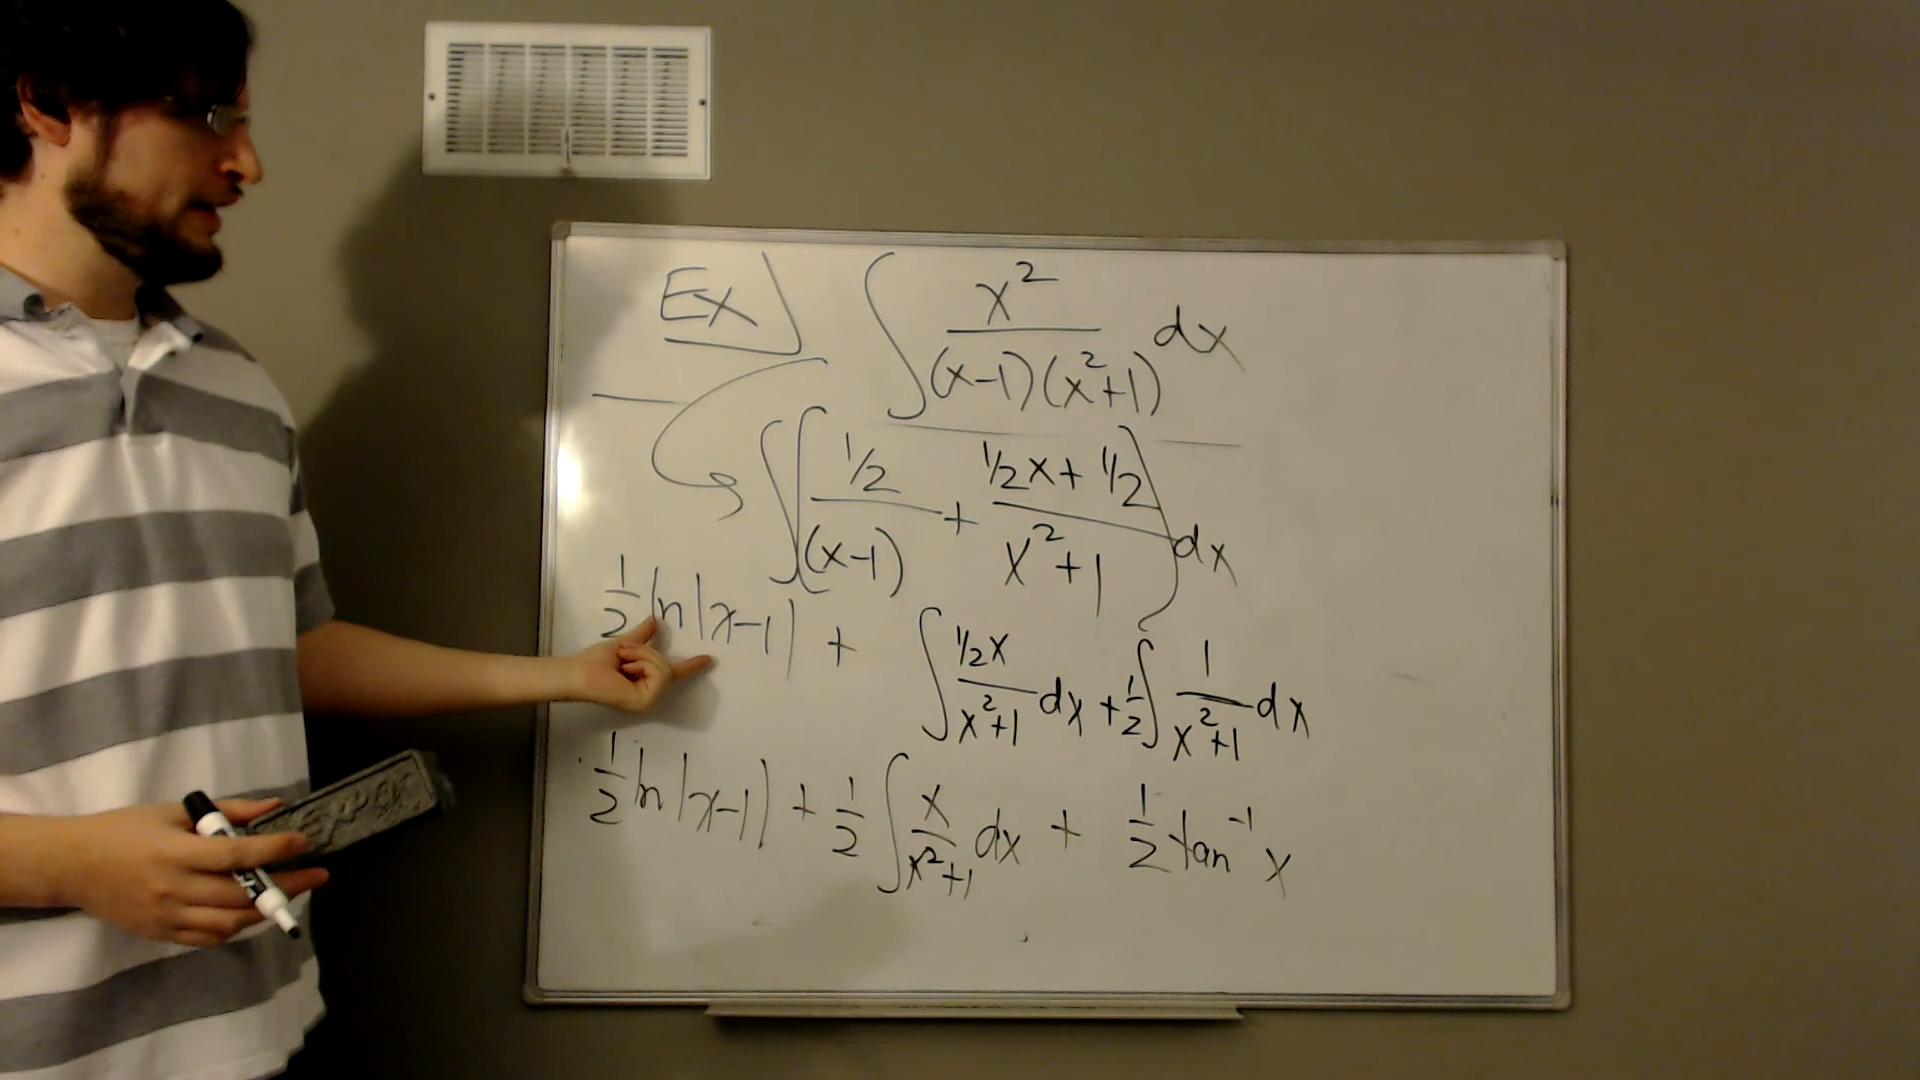 Ex) ∫ x²/((x-1)(x²+1)) dx
∫ [ ½/(x-1) + (½x + ½)/(x²+1) ] dx
½ ln|x-1| + ∫ ½x/(x²+1) dx + ½ ∫ 1/(x²+1) dx
½ ln|x-1| + ½ ∫ x/(x²+1) dx + ½ tan⁻¹ x